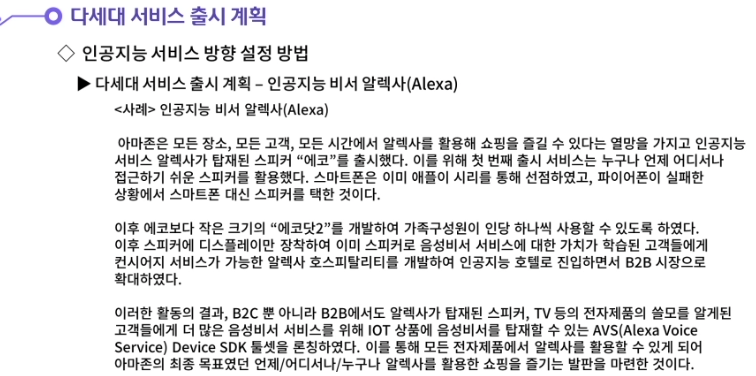 다세대 서비스 출시 계획
◇ 인공지능 서비스 방향 설정 방법
▶ 다세대 서비스 출시 계획 – 인공지능 비서 알렉사(Alexa)
<사례> 인공지능 비서 알렉사(Alexa)
아마존은 모든 장소, 모든 고객, 모든 시간에서 알렉사를 활용해 쇼핑을 즐길 수 있다는 열망을 가지고 인공지능
서비스 알렉사가 탑재된 스피커 “에코”를 출시했다. 이를 위해 첫 번째 출시 서비스는 누구나 언제 어디서나
접근하기 쉬운 스피커를 활용했다. 스마트폰은 이미 애플이 시리를 통해 선점하였고, 파이어폰이 실패한
상황에서 스마트폰 대신 스피커를 택한 것이다.
이후 에코보다 작은 크기의 “에코닷2”를 개발하여 가족구성원이 인당 하나씩 사용할 수 있도록 하였다.
이후 스피커에 디스플레이만 장착하여 이미 스피커로 음성비서 서비스에 대한 가치가 학습된 고객들에게
컨시어지 서비스가 가능한 알렉사 호스피탈리티를 개발하여 인공지능 호텔로 진입하면서 B2B 시장으로
확대하였다.
이러한 활동의 결과, B2C 뿐 아니라 B2B에서도 알렉사가 탑재된 스피커, TV 등의 전자제품의 쓸모를 알게된
고객들에게 더 많은 음성비서 서비스를 위해 IOT 상품에 음성비서를 탑재할 수 있는 AVS(Alexa Voice
Service) Device SDK 툴셋을 론칭하였다. 이를 통해 모든 전자제품에서 알렉사를 활용할 수 있게 되어
아마존의 최종 목표였던 언제/어디서나/누구나 알렉사를 활용한 쇼핑을 즐기는 발판을 마련한 것이다.